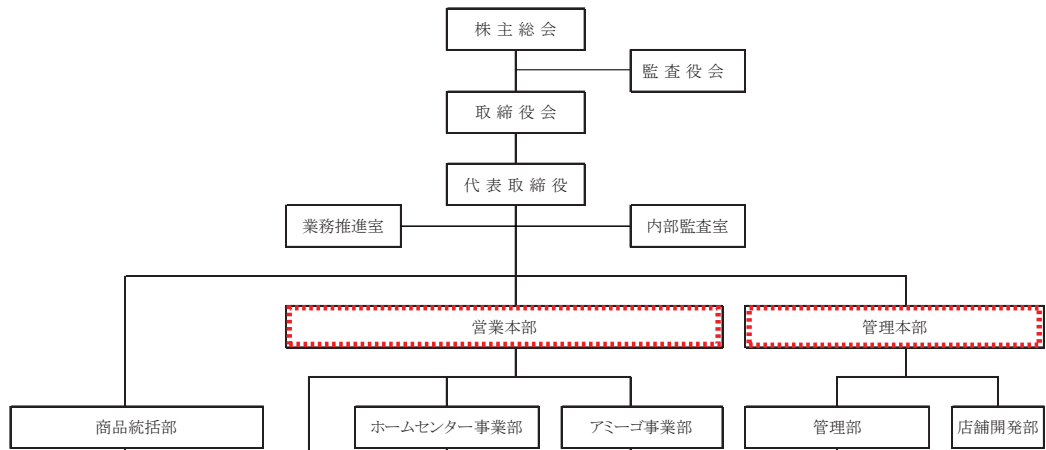 株主総会
監査役会
取締役会
代表取締役
業務推進室
内部監査室
営業本部
管理本部
商品統括部
ホームセンター事業部
アミーゴ事業部
管理部
店舗開発部